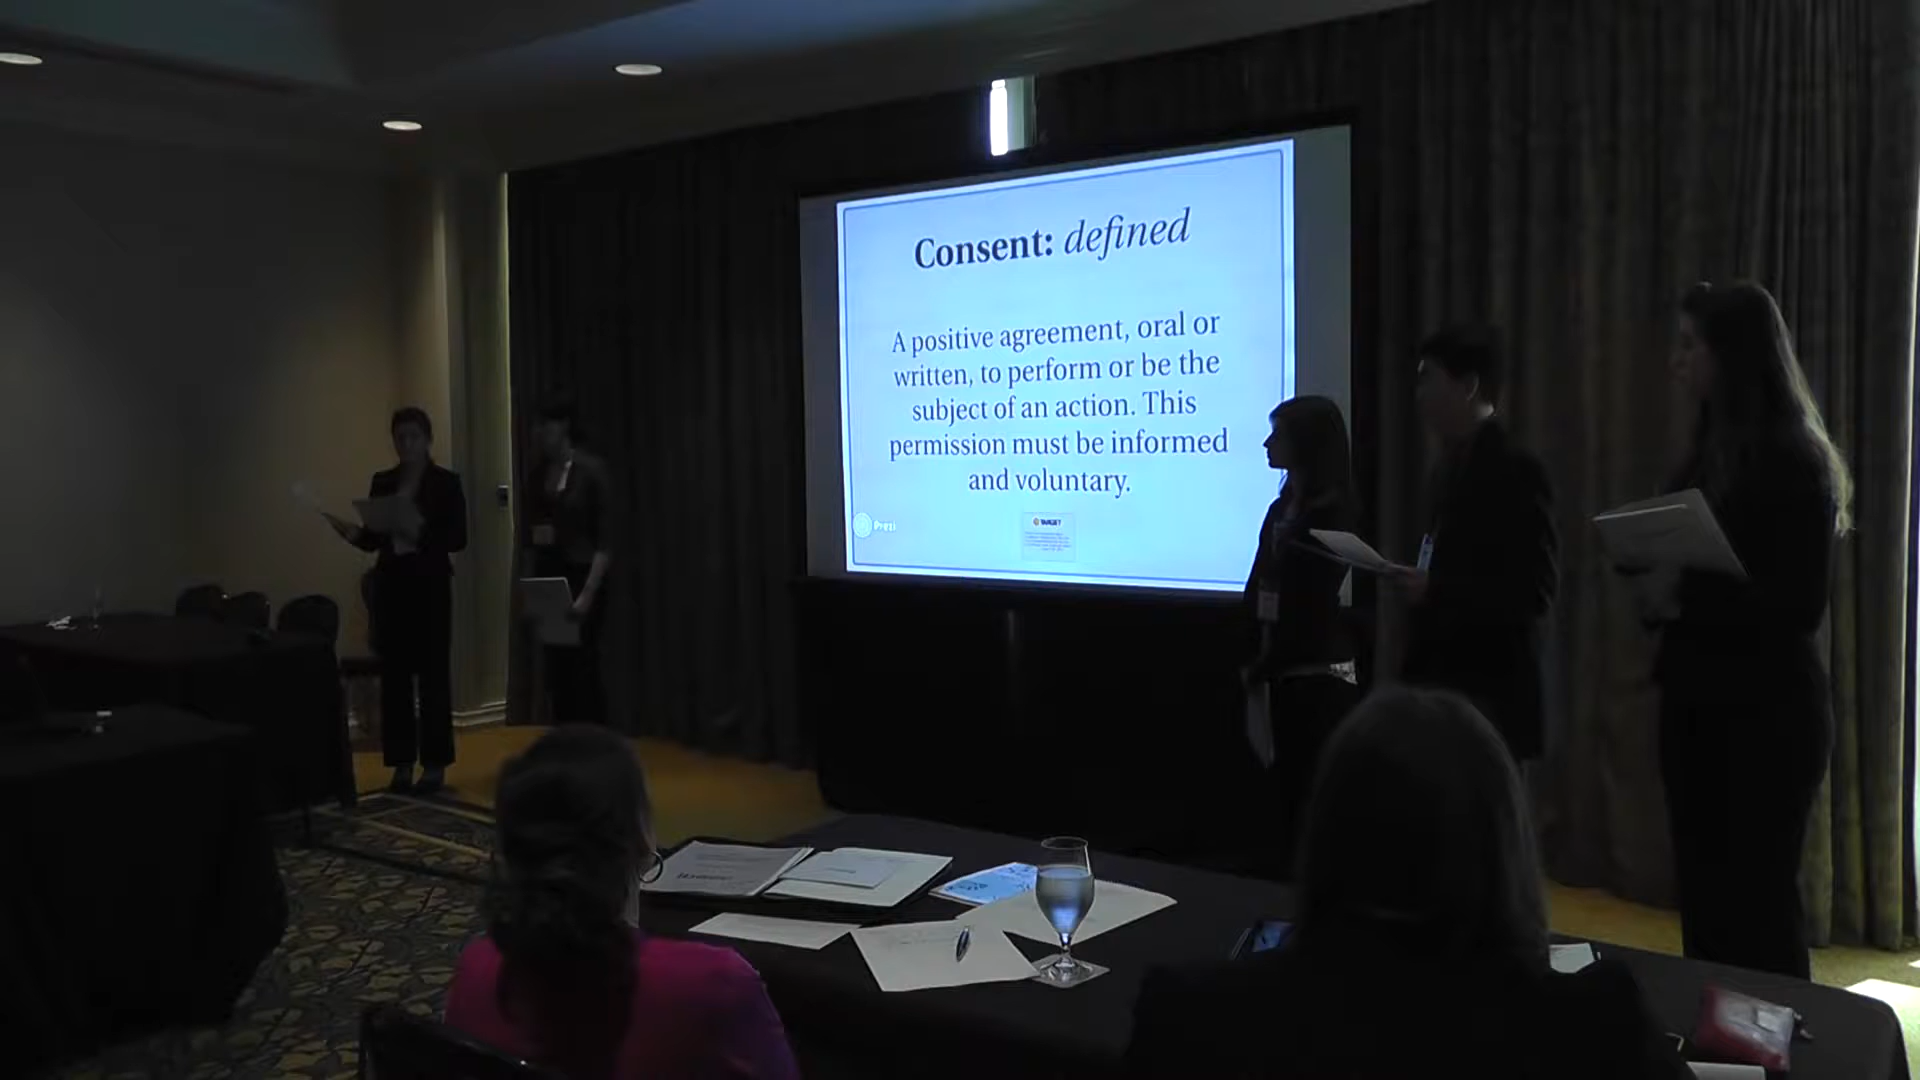 Consent: defined
A positive agreement, oral or
written, to perform or be the
subject of an action. This
permission must be informed
and voluntary.
Prezi
TARGET